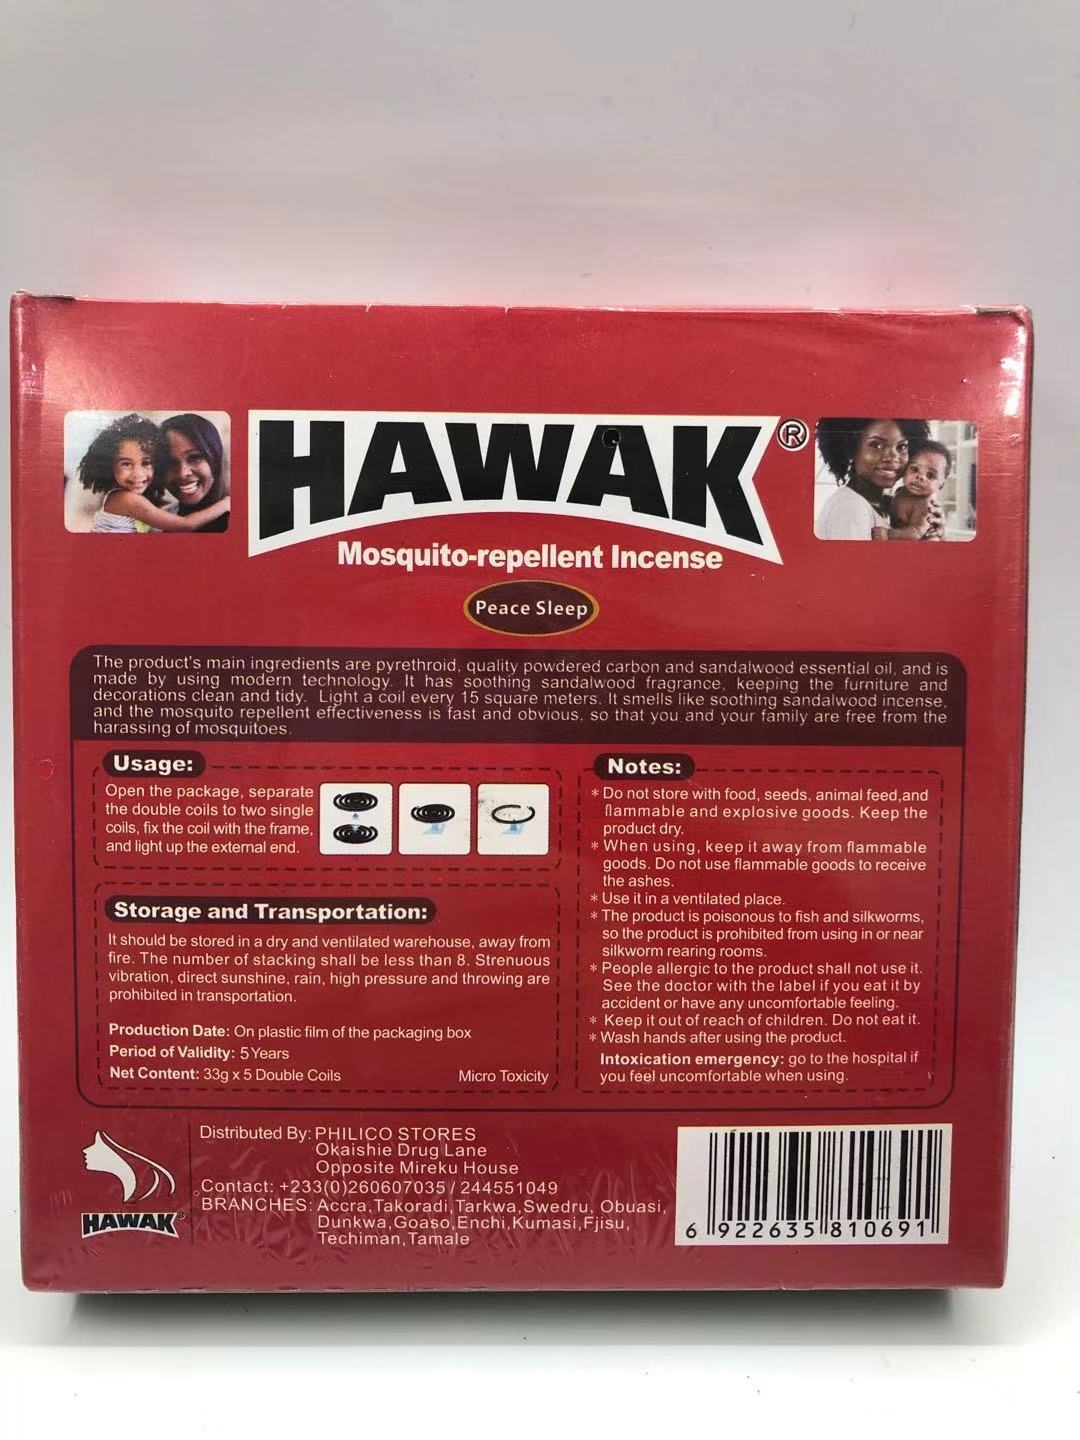 HAWAK®
Mosquito-repellent Incense
Peace Sleep
The product's main ingredients are pyrethroid, quality powdered carbon and sandalwood essential oil, and is
made by using modern technology. It has soothing sandalwood fragrance, keeping the furniture and
decorations clean and tidy. Light a coil every 15 square meters. It smells like soothing sandalwood incense,
and the mosquito repellent effectiveness is fast and obvious, so that you and your family are free from the
harassing of mosquitoes.
Usage:
Open the package, separate
the double coils to two single
coils, fix the coil with the frame,
and light up the external end.
Storage and Transportation:
It should be stored in a dry and ventilated warehouse, away from
fire. The number of stacking shall be less than 8. Strenuous
vibration, direct sunshine, rain, high pressure and throwing are
prohibited in transportation.
Production Date: On plastic film of the packaging box
Period of Validity: 5 Years
Net Content: 33g x 5 Double Coils Micro Toxicity
Notes:
* Do not store with food, seeds, animal feed,and
flammable and explosive goods. Keep the
product dry.
* When using, keep it away from flammable
goods. Do not use flammable goods to receive
the ashes.
* Use it in a ventilated place.
* The product is poisonous to fish and silkworms,
so the product is prohibited from using in or near
silkworm rearing rooms.
* People allergic to the product shall not use it.
See the doctor with the label if you eat it by
accident or have any uncomfortable feeling.
* Keep it out of reach of children. Do not eat it.
* Wash hands after using the product.
Intoxication emergency: go to the hospital if
you feel uncomfortable when using.
HAWAK®
Distributed By: PHILICO STORES
Okaishie Drug Lane
Opposite Mireku House
Contact: +233(0)260607035 / 244551049
BRANCHES: Accra,Takoradi,Tarkwa,Swedru, Obuasi,
Dunkwa,Goaso,Enchi,Kumasi,Fjisu,
Techiman,Tamale
6 922635 810691